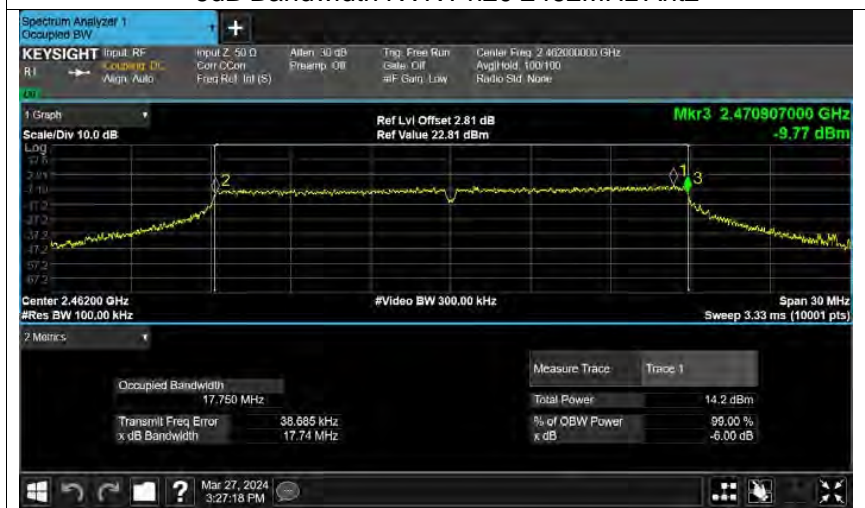 Spectrum Analyzer 1
Occupied BW
+
KEYSIGHT Input: RF Input Z: 50 Ω Atten: 30 dB Trig: Free Run Center Freq: 2.462000000 GHz
Coupling: DC Corr CCorr Preamp: Off Gate: Off Avg|Hold: 100/100
Align: Auto Freq Ref: Int (S) #IF Gain: Low Radio Std: None
1 Graph
Ref Lvl Offset 2.81 dB
Mkr3 2.470907000 GHz
Scale/Div 10.0 dB
Ref Value 22.81 dBm
-9.77 dBm
Log
1
2
3
Center 2.46200 GHz
#Video BW 300.00 kHz
Span 30 MHz
#Res BW 100.00 kHz
Sweep 3.33 ms (10001 pts)
2 Metrics
Measure Trace Trace 1
Occupied Bandwidth
17.750 MHz
Total Power 14.2 dBm
Transmit Freq Error 38.685 kHz
% of OBW Power 99.00 %
x dB Bandwidth 17.74 MHz
x dB -6.00 dB
?
Mar 27, 2024
3:27:18 PM